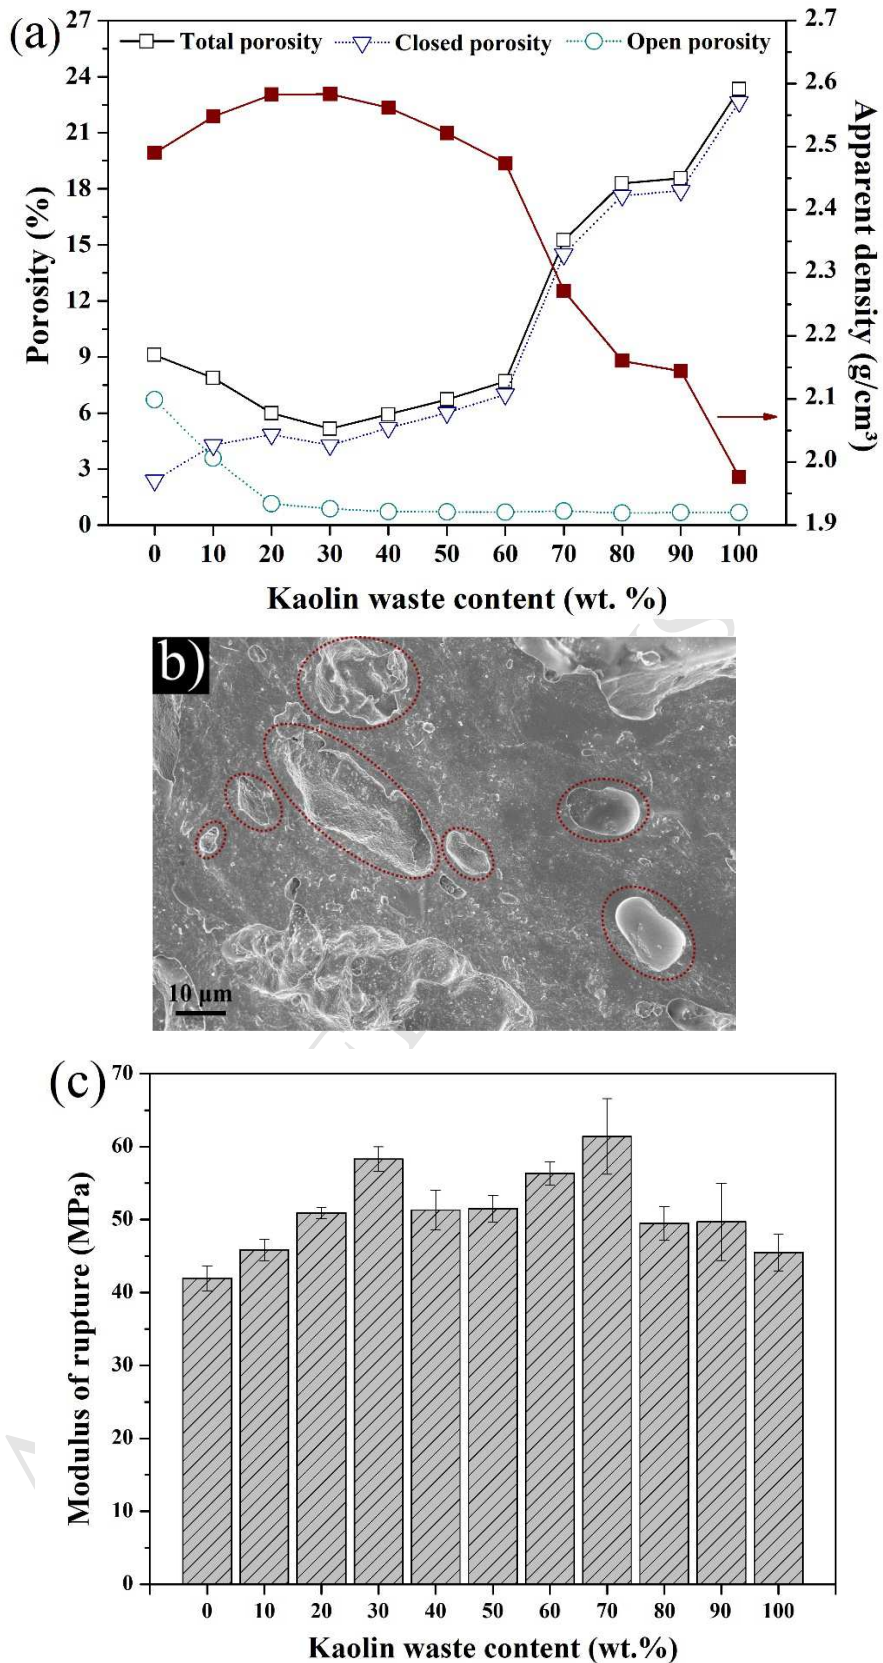 (a)
Total porosity Closed porosity Open porosity
27
24
21
18
15
12
9
6
3
0
Porosity (%)
2.7
2.6
2.5
2.4
2.3
2.2
2.1
2.0
1.9
Apparent density (g/cm³)
0 10 20 30 40 50 60 70 80 90 100
Kaolin waste content (wt. %)
b)
10 µm
(c)
70
60
50
40
30
20
10
0
Modulus of rupture (MPa)
0 10 20 30 40 50 60 70 80 90 100
Kaolin waste content (wt.%)